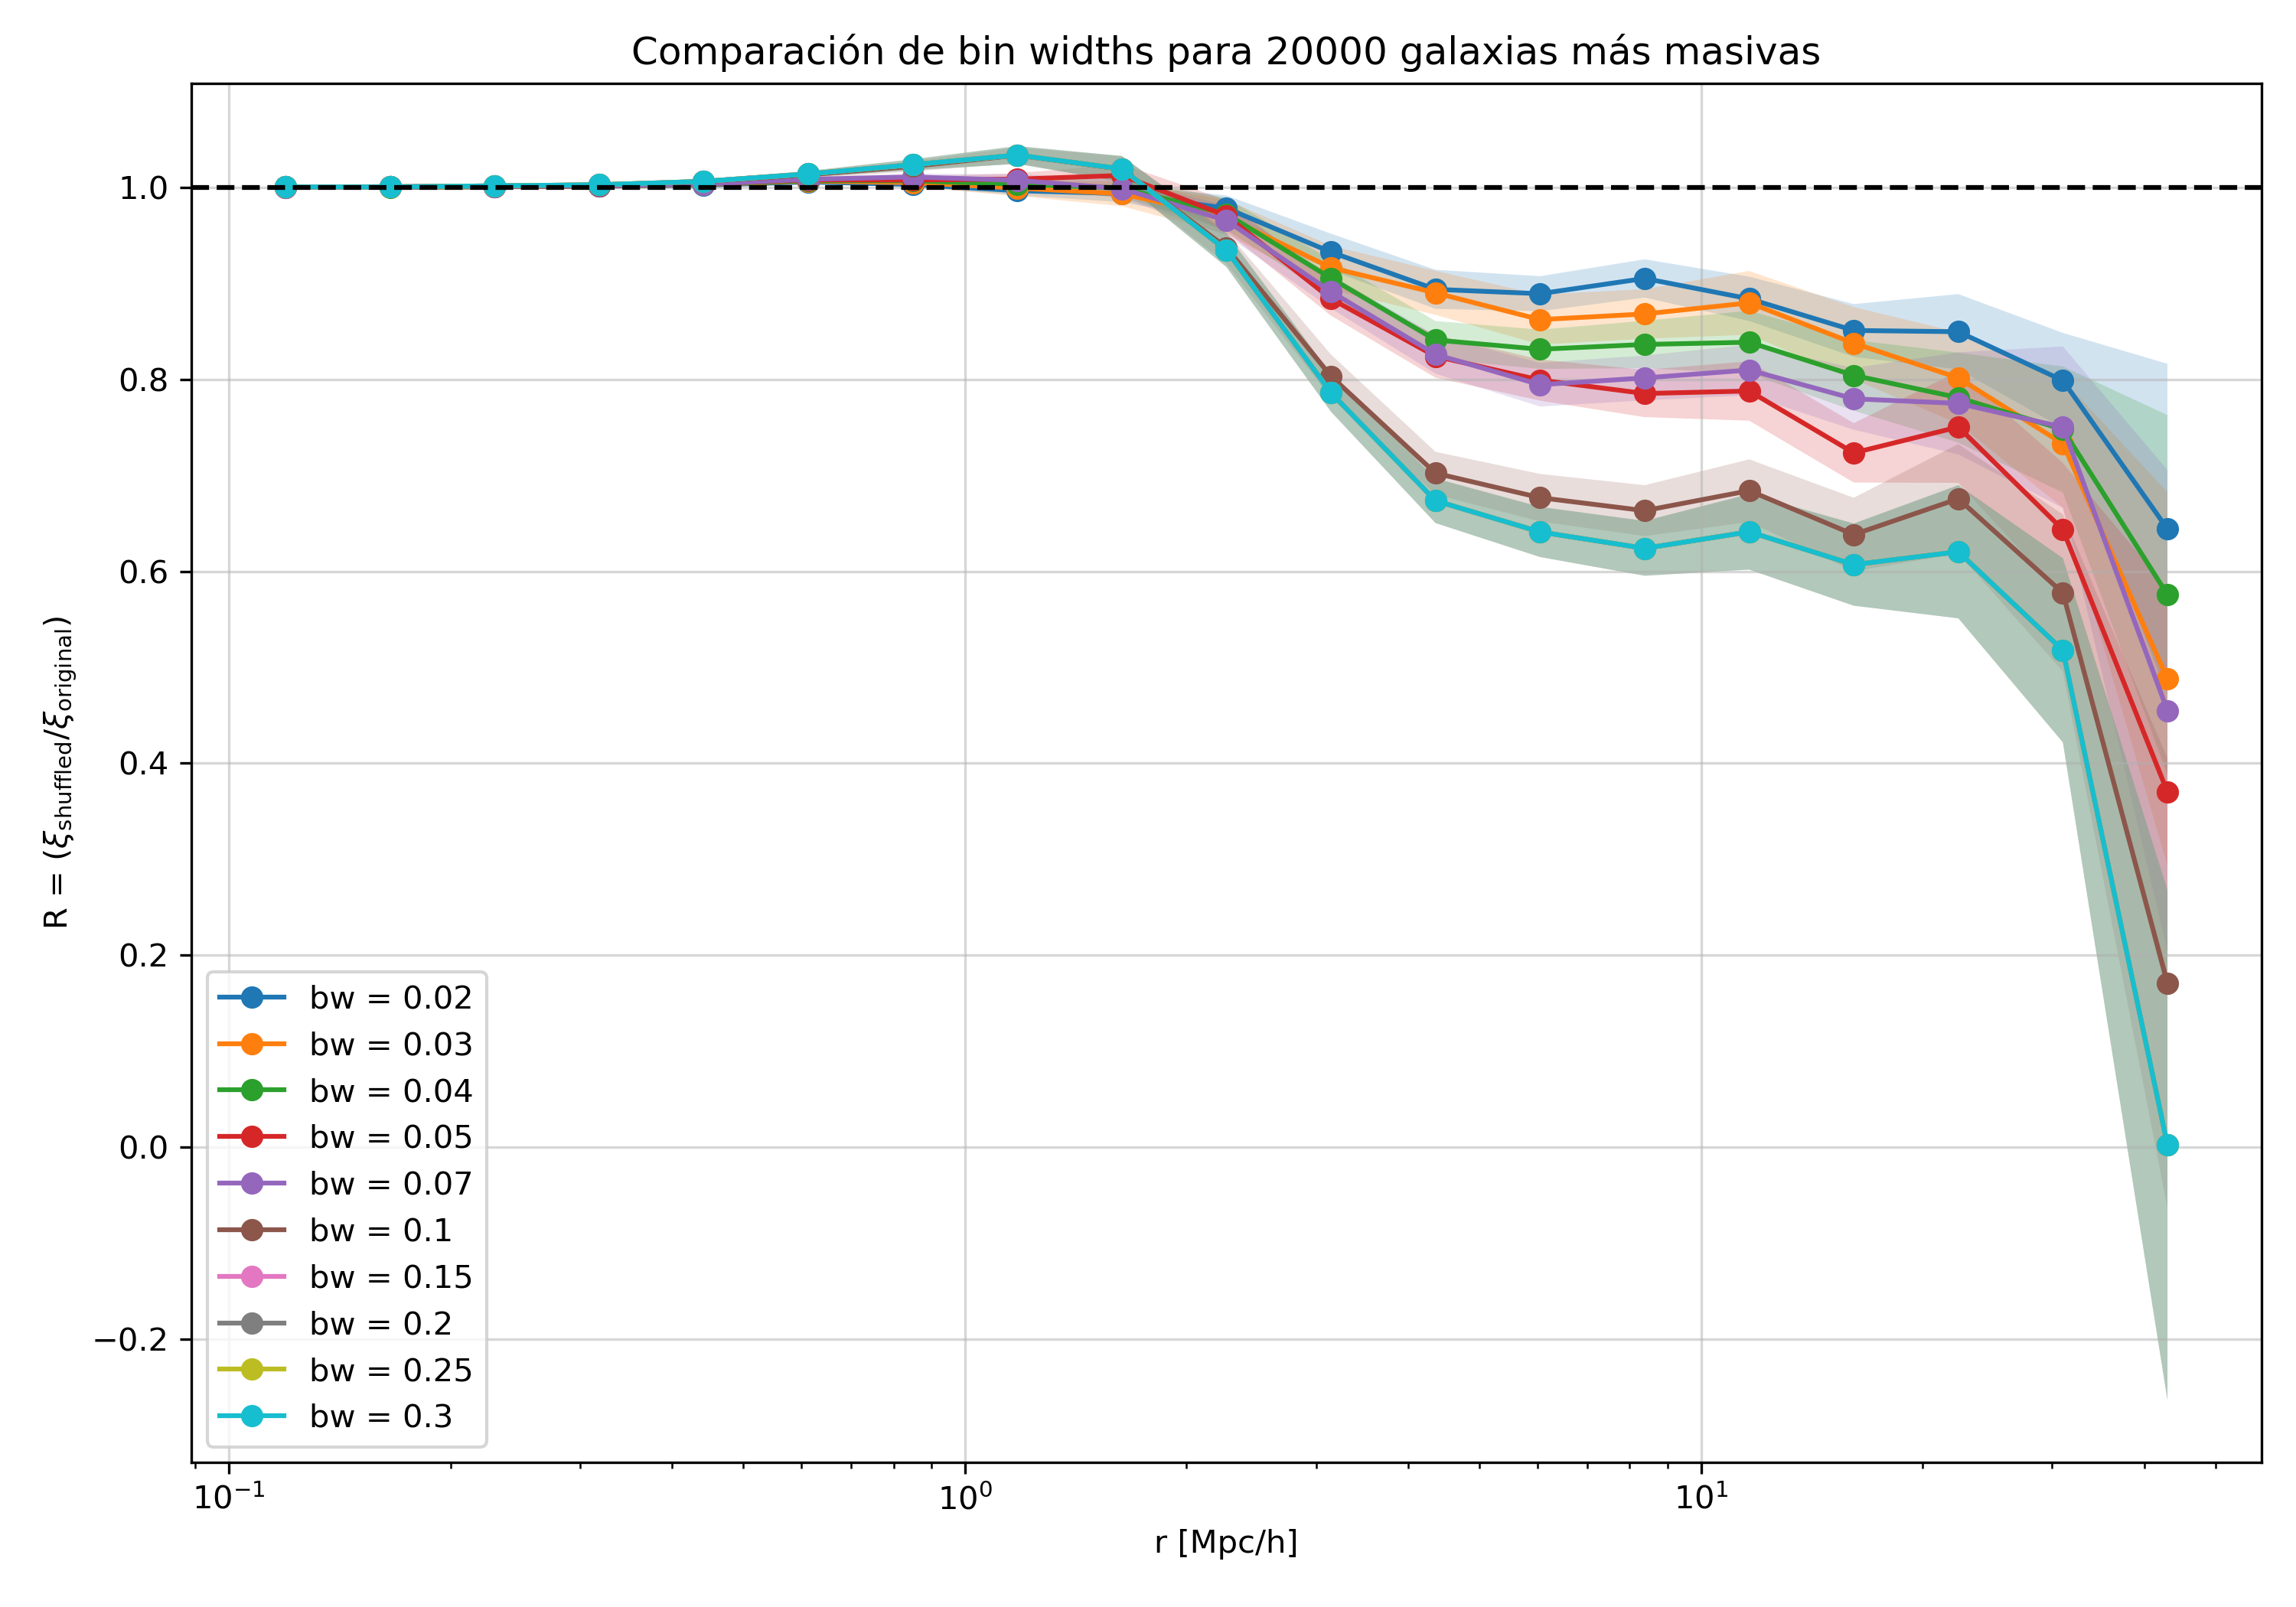 Comparación de bin widths para 20000 galaxias más masivas
R = (ξshuffled/ξoriginal)
1.0
0.8
0.6
0.4
0.2
0.0
−0.2
bw = 0.02
bw = 0.03
bw = 0.04
bw = 0.05
bw = 0.07
bw = 0.1
bw = 0.15
bw = 0.2
bw = 0.25
bw = 0.3
10⁻¹ 10⁰ 10¹
r [Mpc/h]